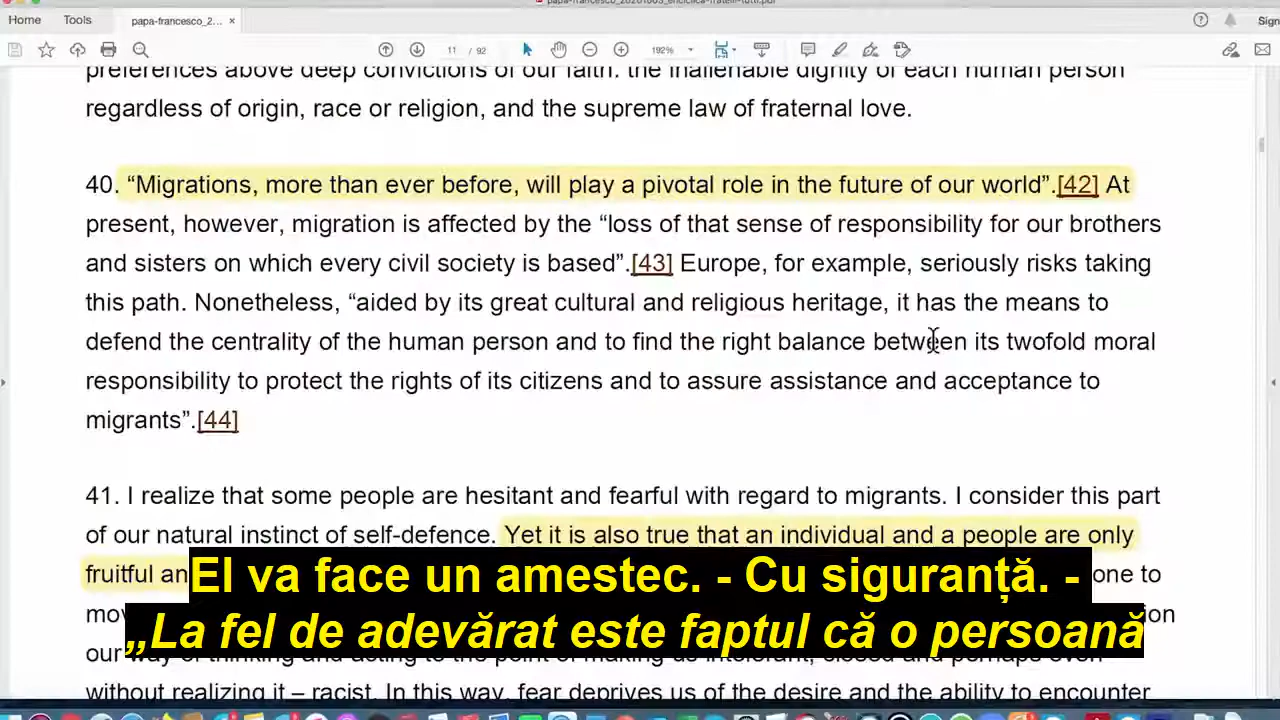 papa-francesco_20201003_enciclica-fratelli-tutti.pdf
Home Tools papa-francesco_2... × Sign
11 / 92 192%
preferences above deep convictions of our faith: the inalienable dignity of each human person
regardless of origin, race or religion, and the supreme law of fraternal love.
40. “Migrations, more than ever before, will play a pivotal role in the future of our world”.[42] At
present, however, migration is affected by the “loss of that sense of responsibility for our brothers
and sisters on which every civil society is based”.[43] Europe, for example, seriously risks taking
this path. Nonetheless, “aided by its great cultural and religious heritage, it has the means to
defend the centrality of the human person and to find the right balance between its twofold moral
responsibility to protect the rights of its citizens and to assure assistance and acceptance to
migrants”.[44]
41. I realize that some people are hesitant and fearful with regard to migrants. I consider this part
of our natural instinct of self-defence. Yet it is also true that an individual and a people are only
fruitful an one to
El va face un amestec. - Cu siguranță. -
„La fel de adevărat este faptul că o persoană
our way of thinking and acting to the point of making us intolerant, closed and perhaps even
without realizing it – racist. In this way, fear deprives us of the desire and the ability to encounter